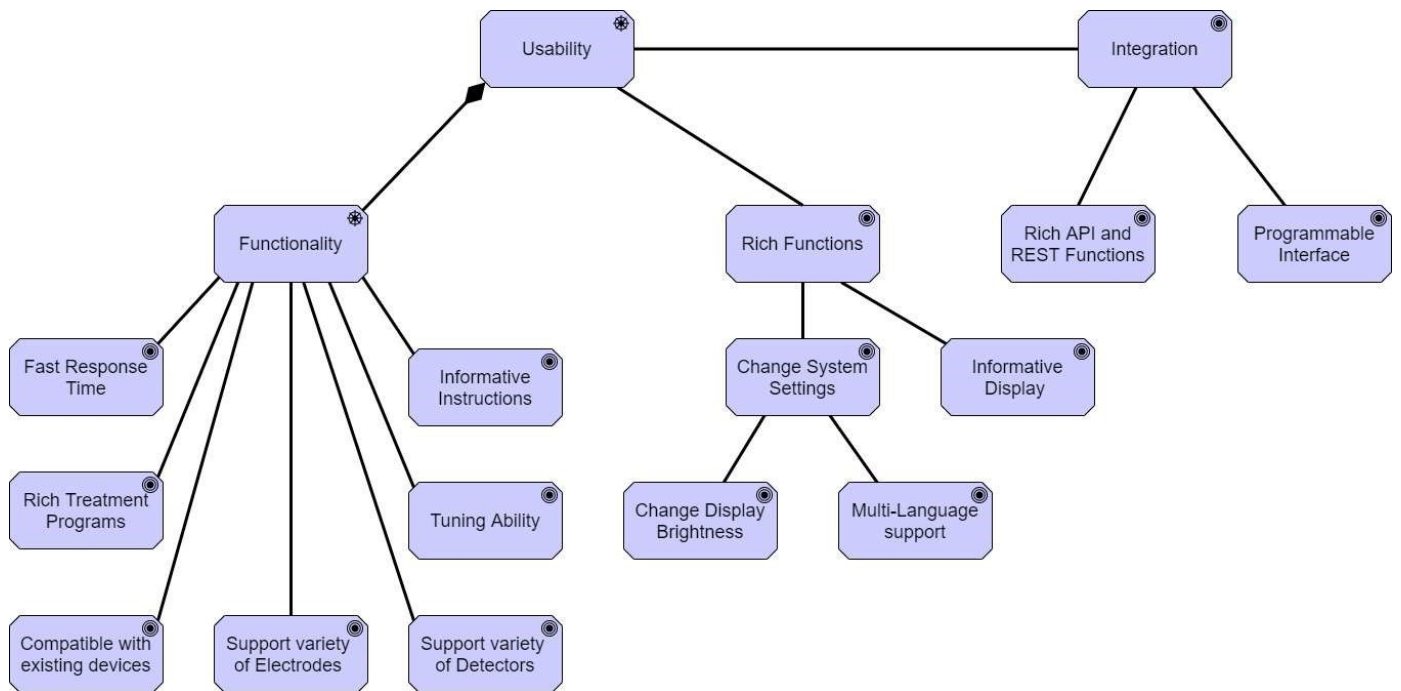 Usability
Integration
Functionality
Rich Functions
Rich API and
REST Functions
Programmable
Interface
Fast Response
Time
Informative
Instructions
Change System
Settings
Informative
Display
Rich Treatment
Programs
Tuning Ability
Change Display
Brightness
Multi-Language
support
Compatible with
existing devices
Support variety
of Electrodes
Support variety
of Detectors